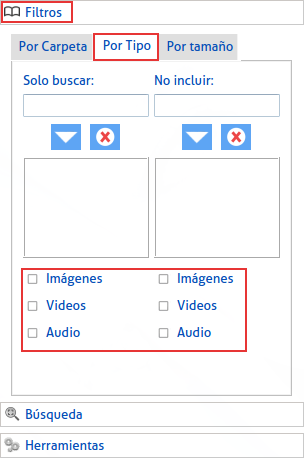 Filtros
Por Carpeta Por Tipo Por tamaño
Solo buscar: No incluir:
Imágenes Imágenes
Videos Videos
Audio Audio
Búsqueda
Herramientas